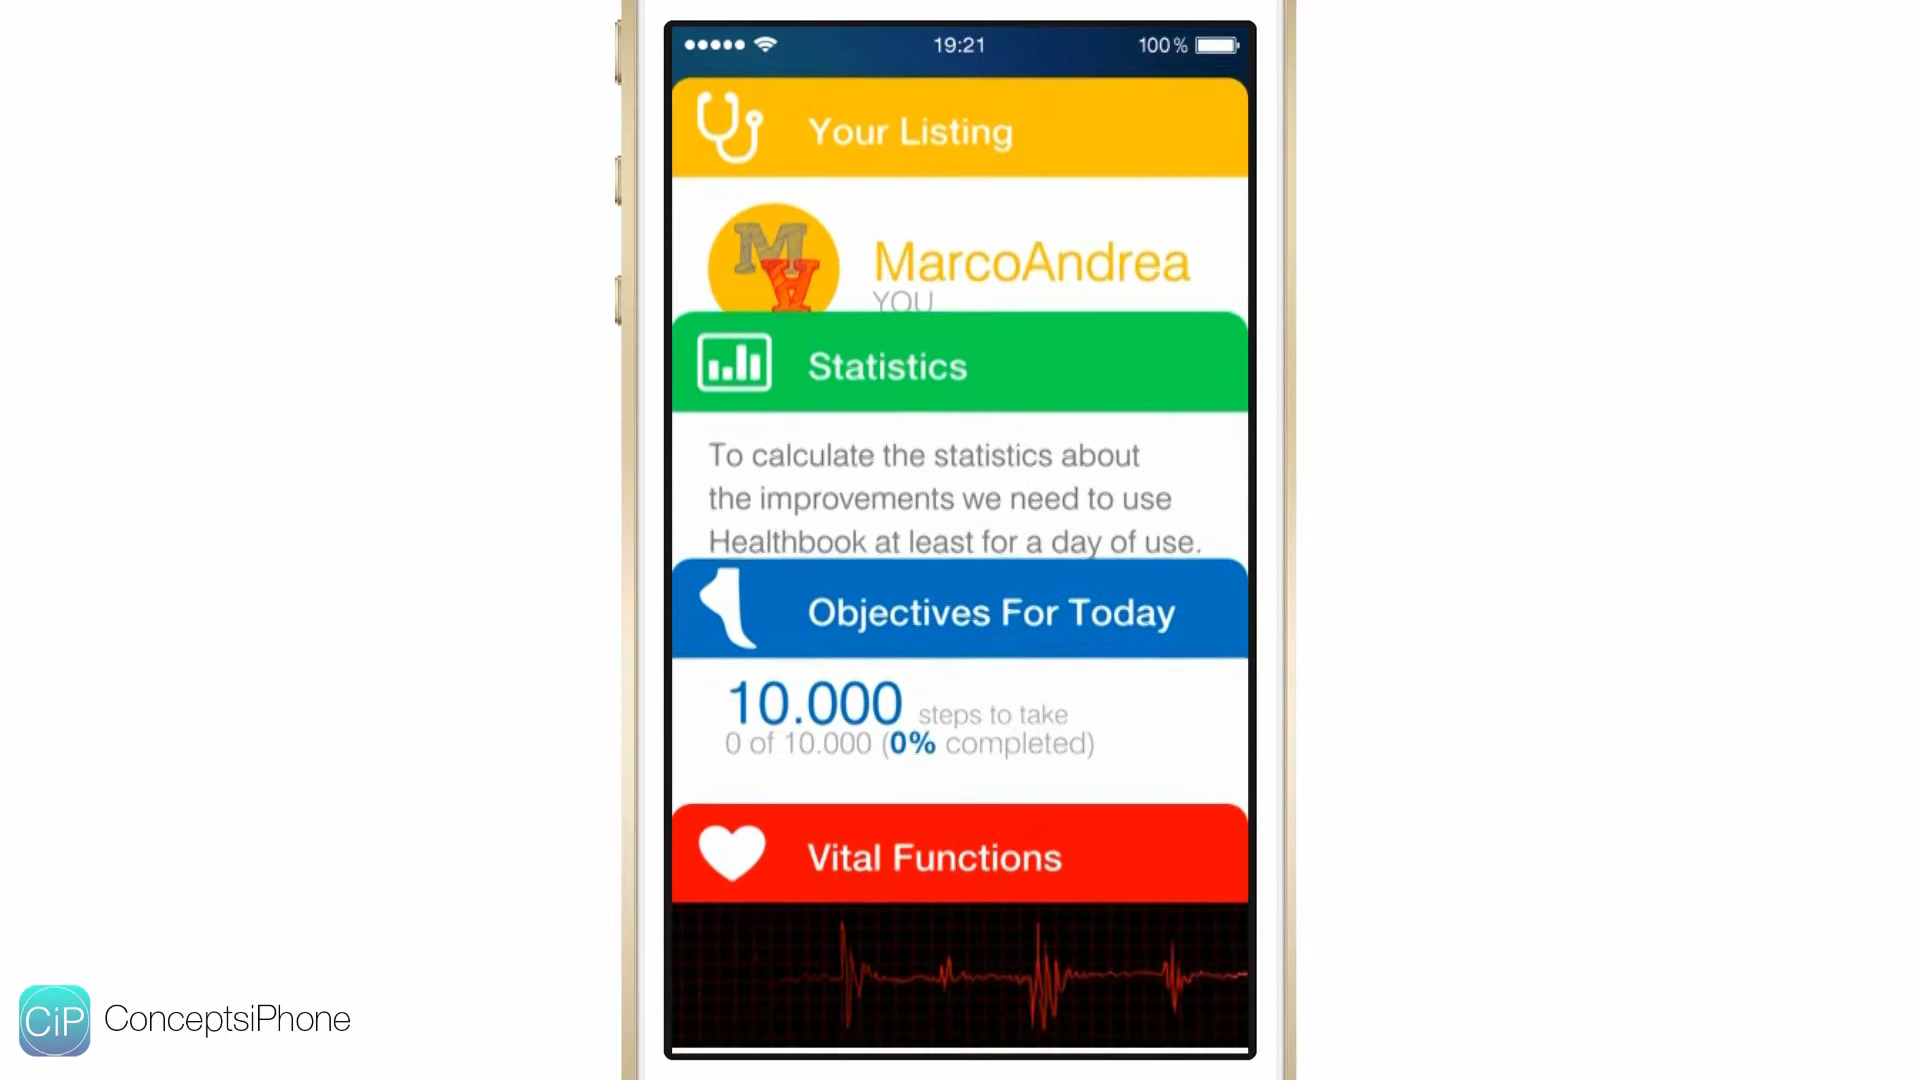 19:21
100 %
Your Listing
MA
MarcoAndrea
YOU
Statistics
To calculate the statistics about
the improvements we need to use
Healthbook at least for a day of use.
Objectives For Today
10.000 steps to take
0 of 10.000 (0% completed)
Vital Functions
CiP
ConceptsiPhone